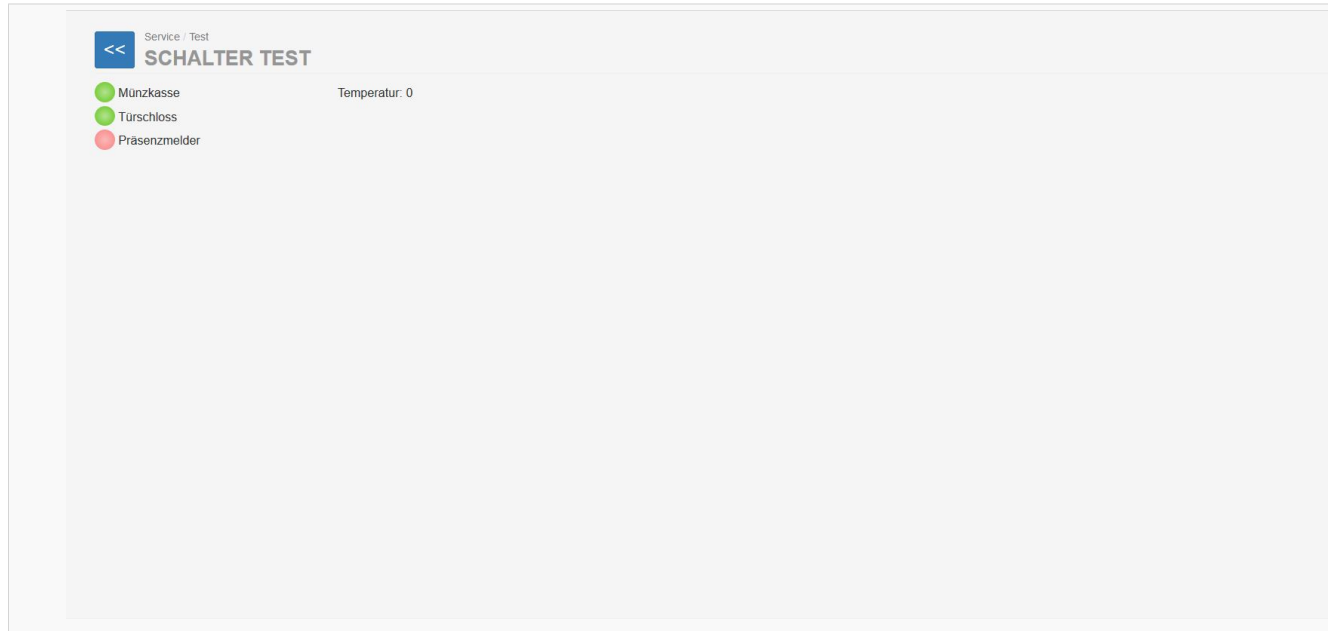 <<
Service / Test
SCHALTER TEST
Münzkasse
Temperatur: 0
Türschloss
Präsenzmelder